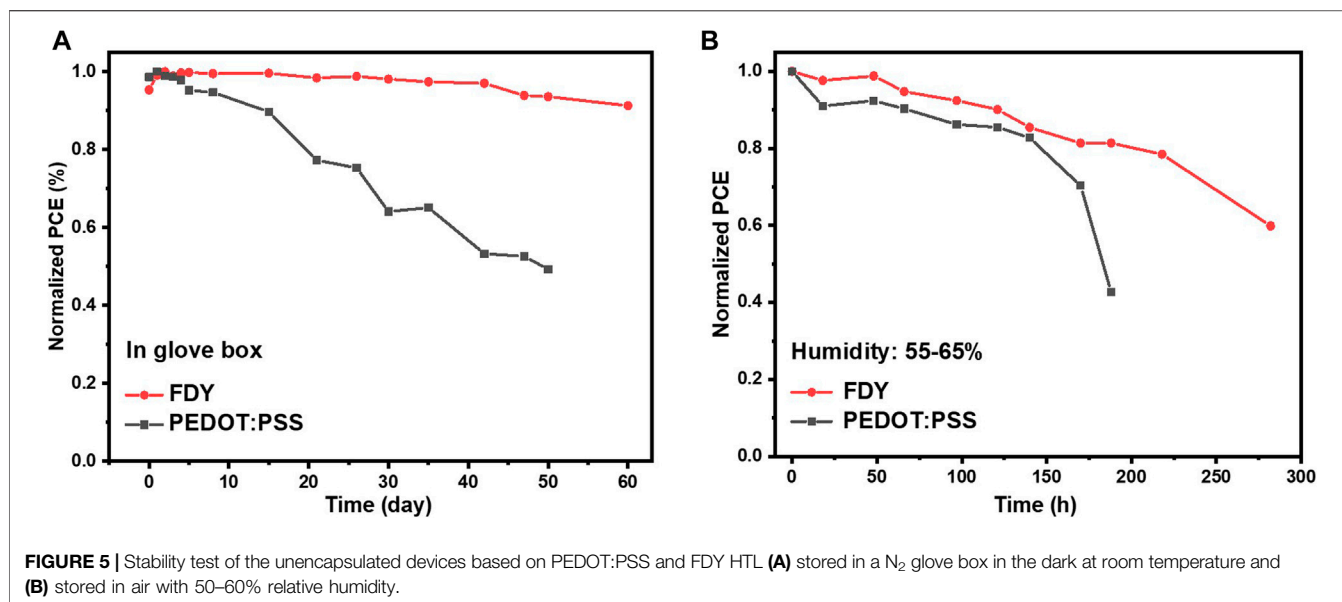 A
Normalized PCE (%)
1.0
0.8
0.6
0.4
0.2
0.0
In glove box
FDY
PEDOT:PSS
0 10 20 30 40 50 60
Time (day)
B
Normalized PCE
1.0
0.8
0.6
0.4
0.2
0.0
Humidity: 55-65%
FDY
PEDOT:PSS
0 50 100 150 200 250 300
Time (h)
FIGURE 5 | Stability test of the unencapsulated devices based on PEDOT:PSS and FDY HTL (A) stored in a N₂ glove box in the dark at room temperature and
(B) stored in air with 50–60% relative humidity.